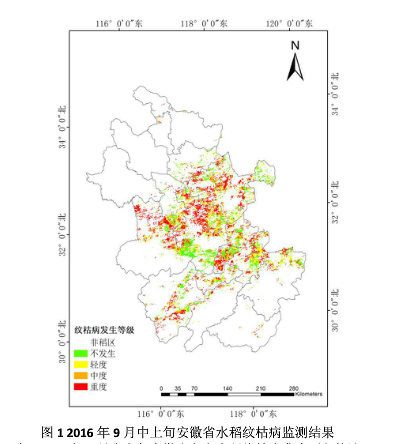 116° 0′0″东 118° 0′0″东 120° 0′0″东
N
34° 0′0″北
34° 0′0″北
32° 0′0″北
32° 0′0″北
30° 0′0″北
30° 0′0″北
纹枯病发生等级
非稻区
不发生
轻度
中度
重度
0 35 70 140 210 280
Kilometers
116° 0′0″东 118° 0′0″东
图 1 2016 年 9 月中上旬安徽省水稻纹枯病监测结果